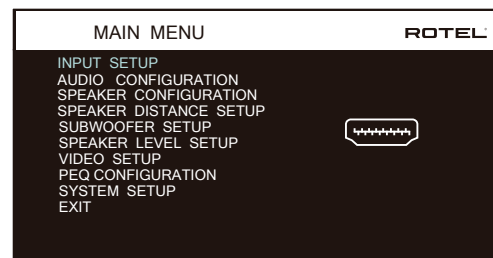 MAIN MENU
ROTEL
INPUT SETUP
AUDIO CONFIGURATION
SPEAKER CONFIGURATION
SPEAKER DISTANCE SETUP
SUBWOOFER SETUP
SPEAKER LEVEL SETUP
VIDEO SETUP
PEQ CONFIGURATION
SYSTEM SETUP
EXIT